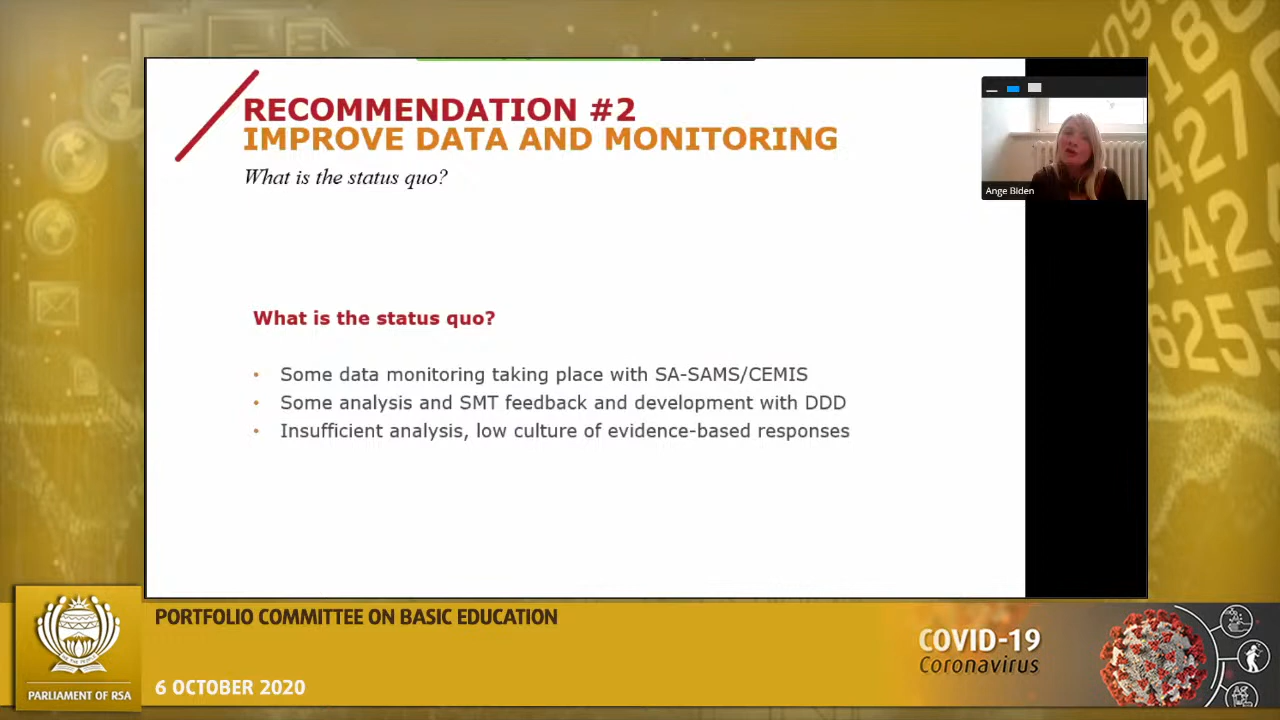 RECOMMENDATION #2
IMPROVE DATA AND MONITORING
What is the status quo?
Ange Biden
What is the status quo?
• Some data monitoring taking place with SA-SAMS/CEMIS
• Some analysis and SMT feedback and development with DDD
• Insufficient analysis, low culture of evidence-based responses
PORTFOLIO COMMITTEE ON BASIC EDUCATION
6 OCTOBER 2020
PARLIAMENT OF RSA
COVID-19
Coronavirus